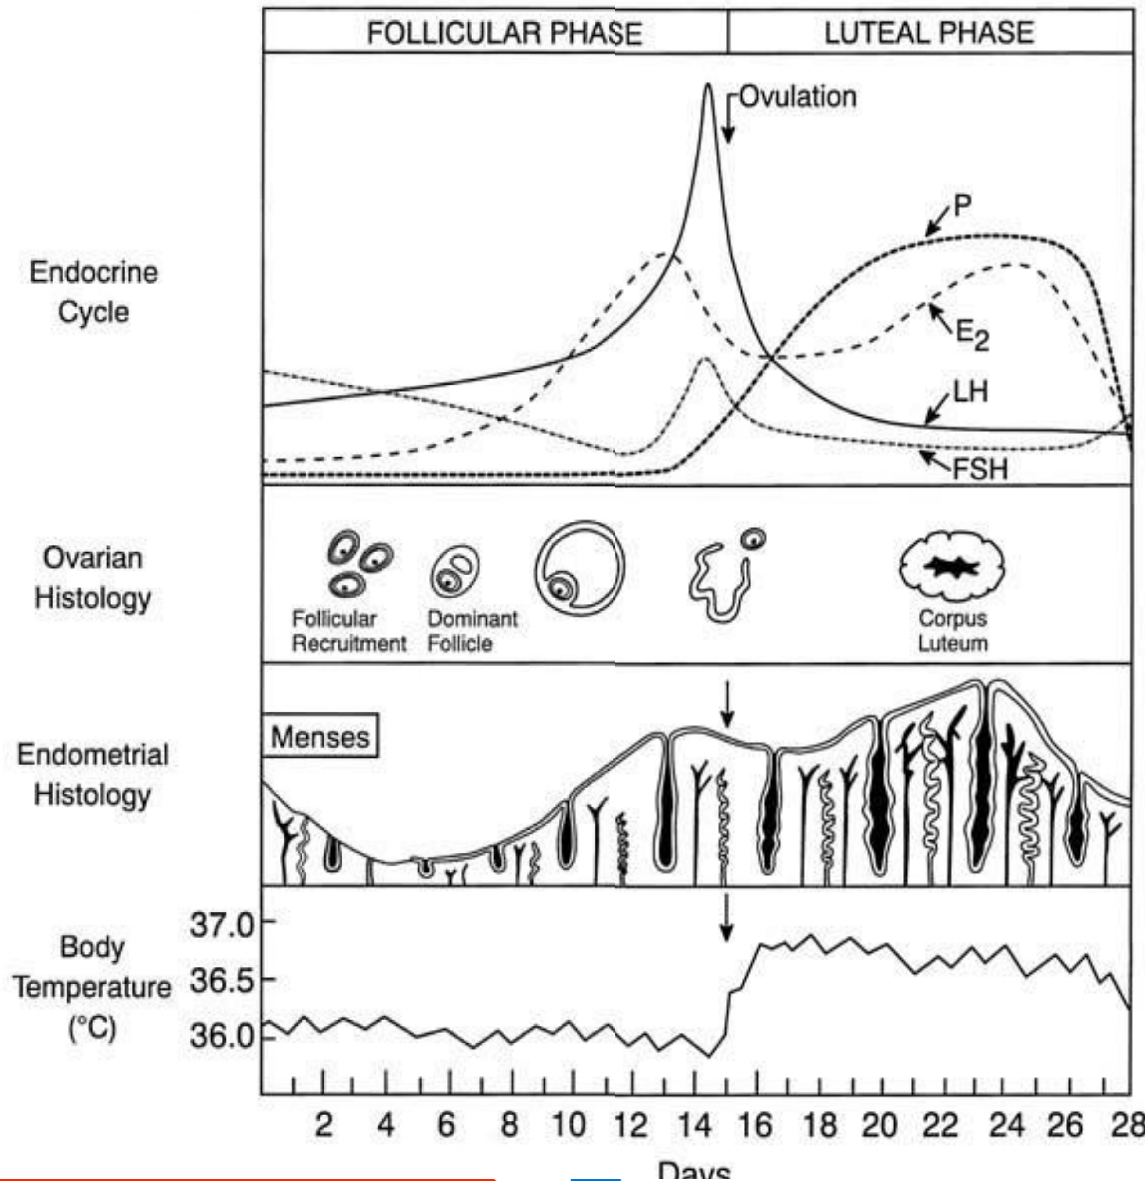 FOLLICULAR PHASE
LUTEAL PHASE
Ovulation
P
E2
LH
FSH
Endocrine
Cycle
Ovarian
Histology
Follicular
Recruitment
Dominant
Follicle
Corpus
Luteum
Endometrial
Histology
Menses
Body
Temperature
(°C)
37.0
36.5
36.0
2 4 6 8 10 12 14 16 18 20 22 24 26 28
Days